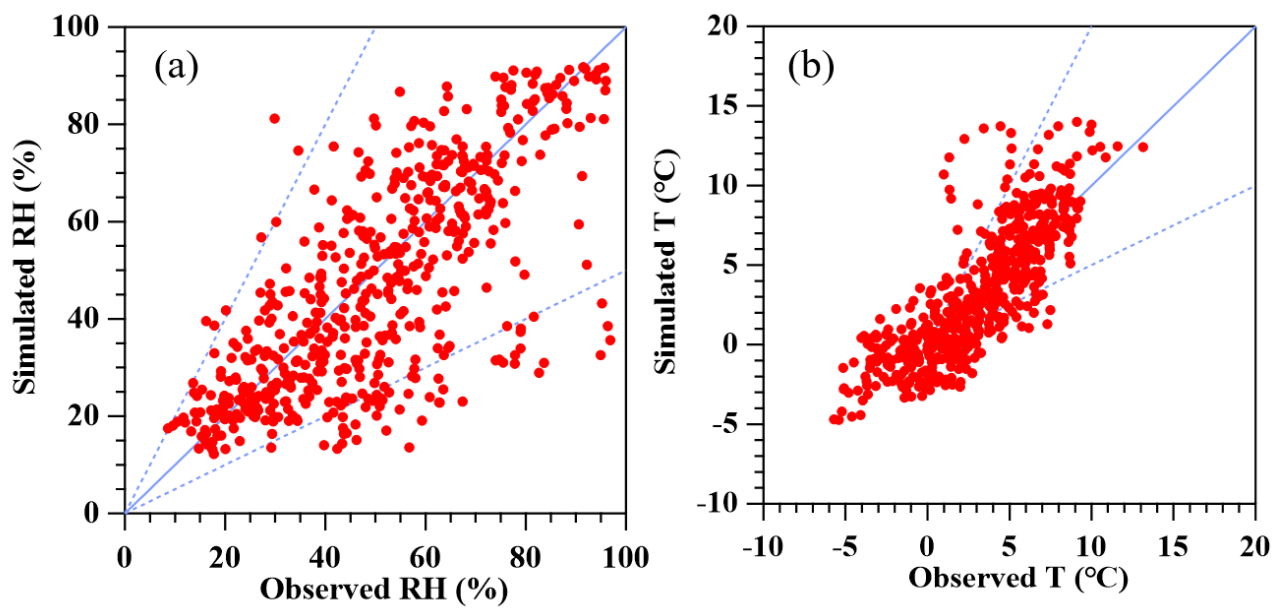 (a)
Simulated RH (%)
100
80
60
40
20
0
0 20 40 60 80 100
Observed RH (%)
(b)
Simulated T (℃)
20
15
10
5
0
-5
-10
-10 -5 0 5 10 15 20
Observed T (℃)